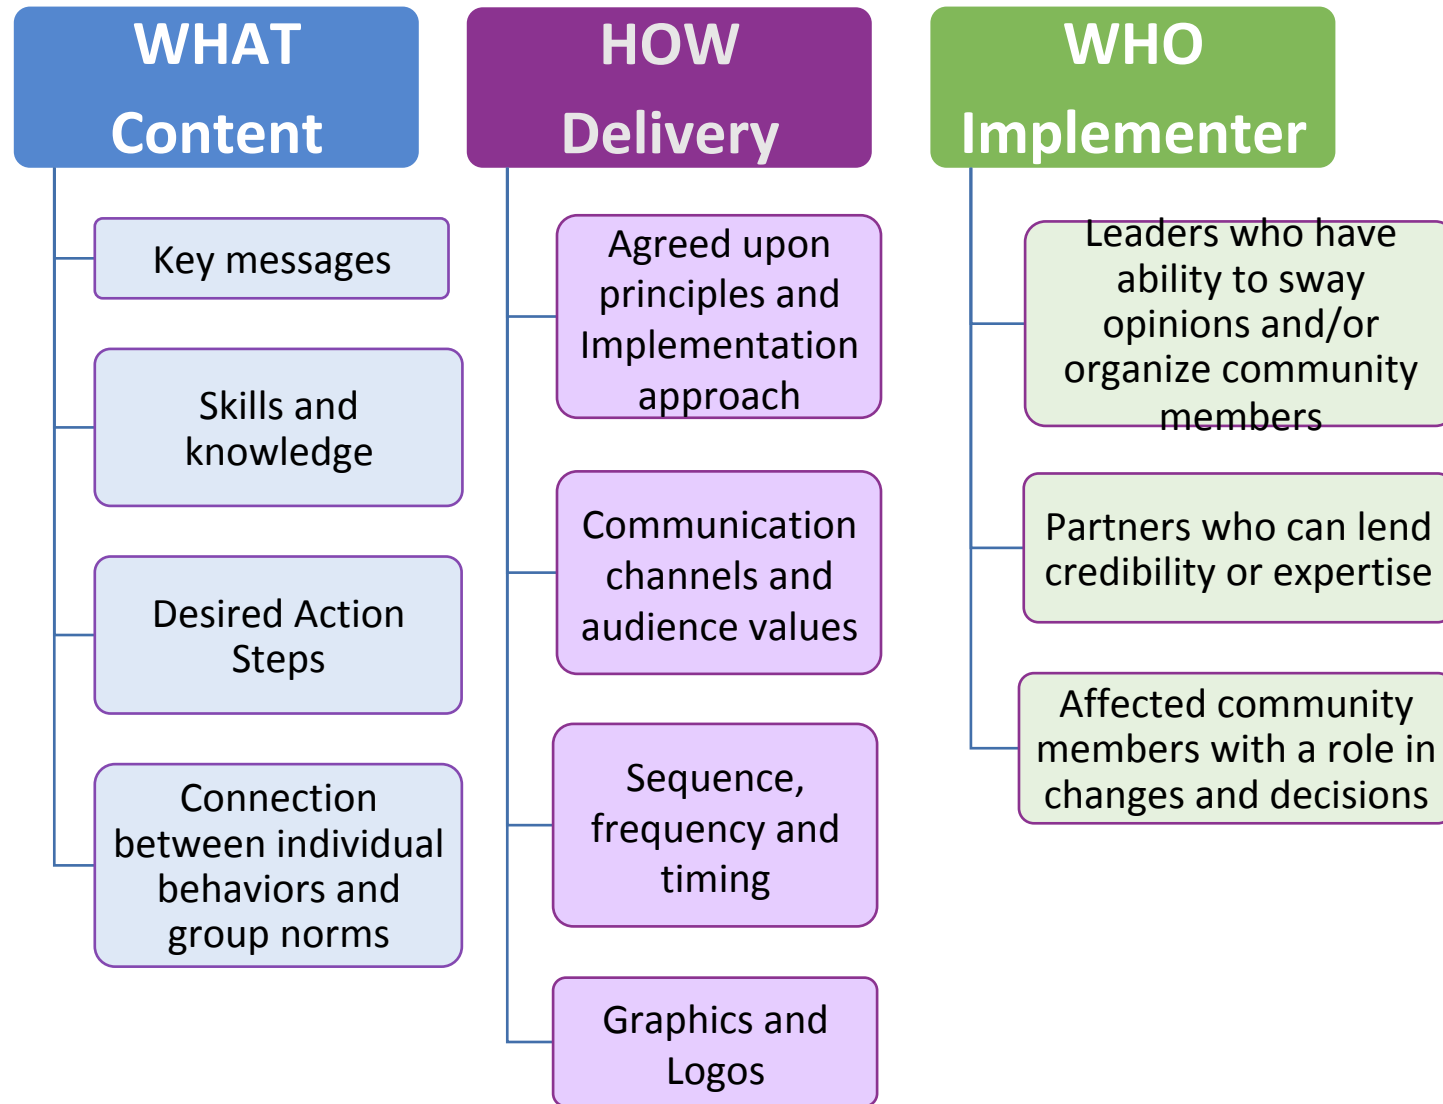 WHAT
Content
Key messages
Skills and
knowledge
Desired Action
Steps
Connection
between individual
behaviors and
group norms
HOW
Delivery
Agreed upon
principles and
Implementation
approach
Communication
channels and
audience values
Sequence,
frequency and
timing
Graphics and
Logos
WHO
Implementer
Leaders who have
ability to sway
opinions and/or
organize community
members
Partners who can lend
credibility or expertise
Affected community
members with a role in
changes and decisions